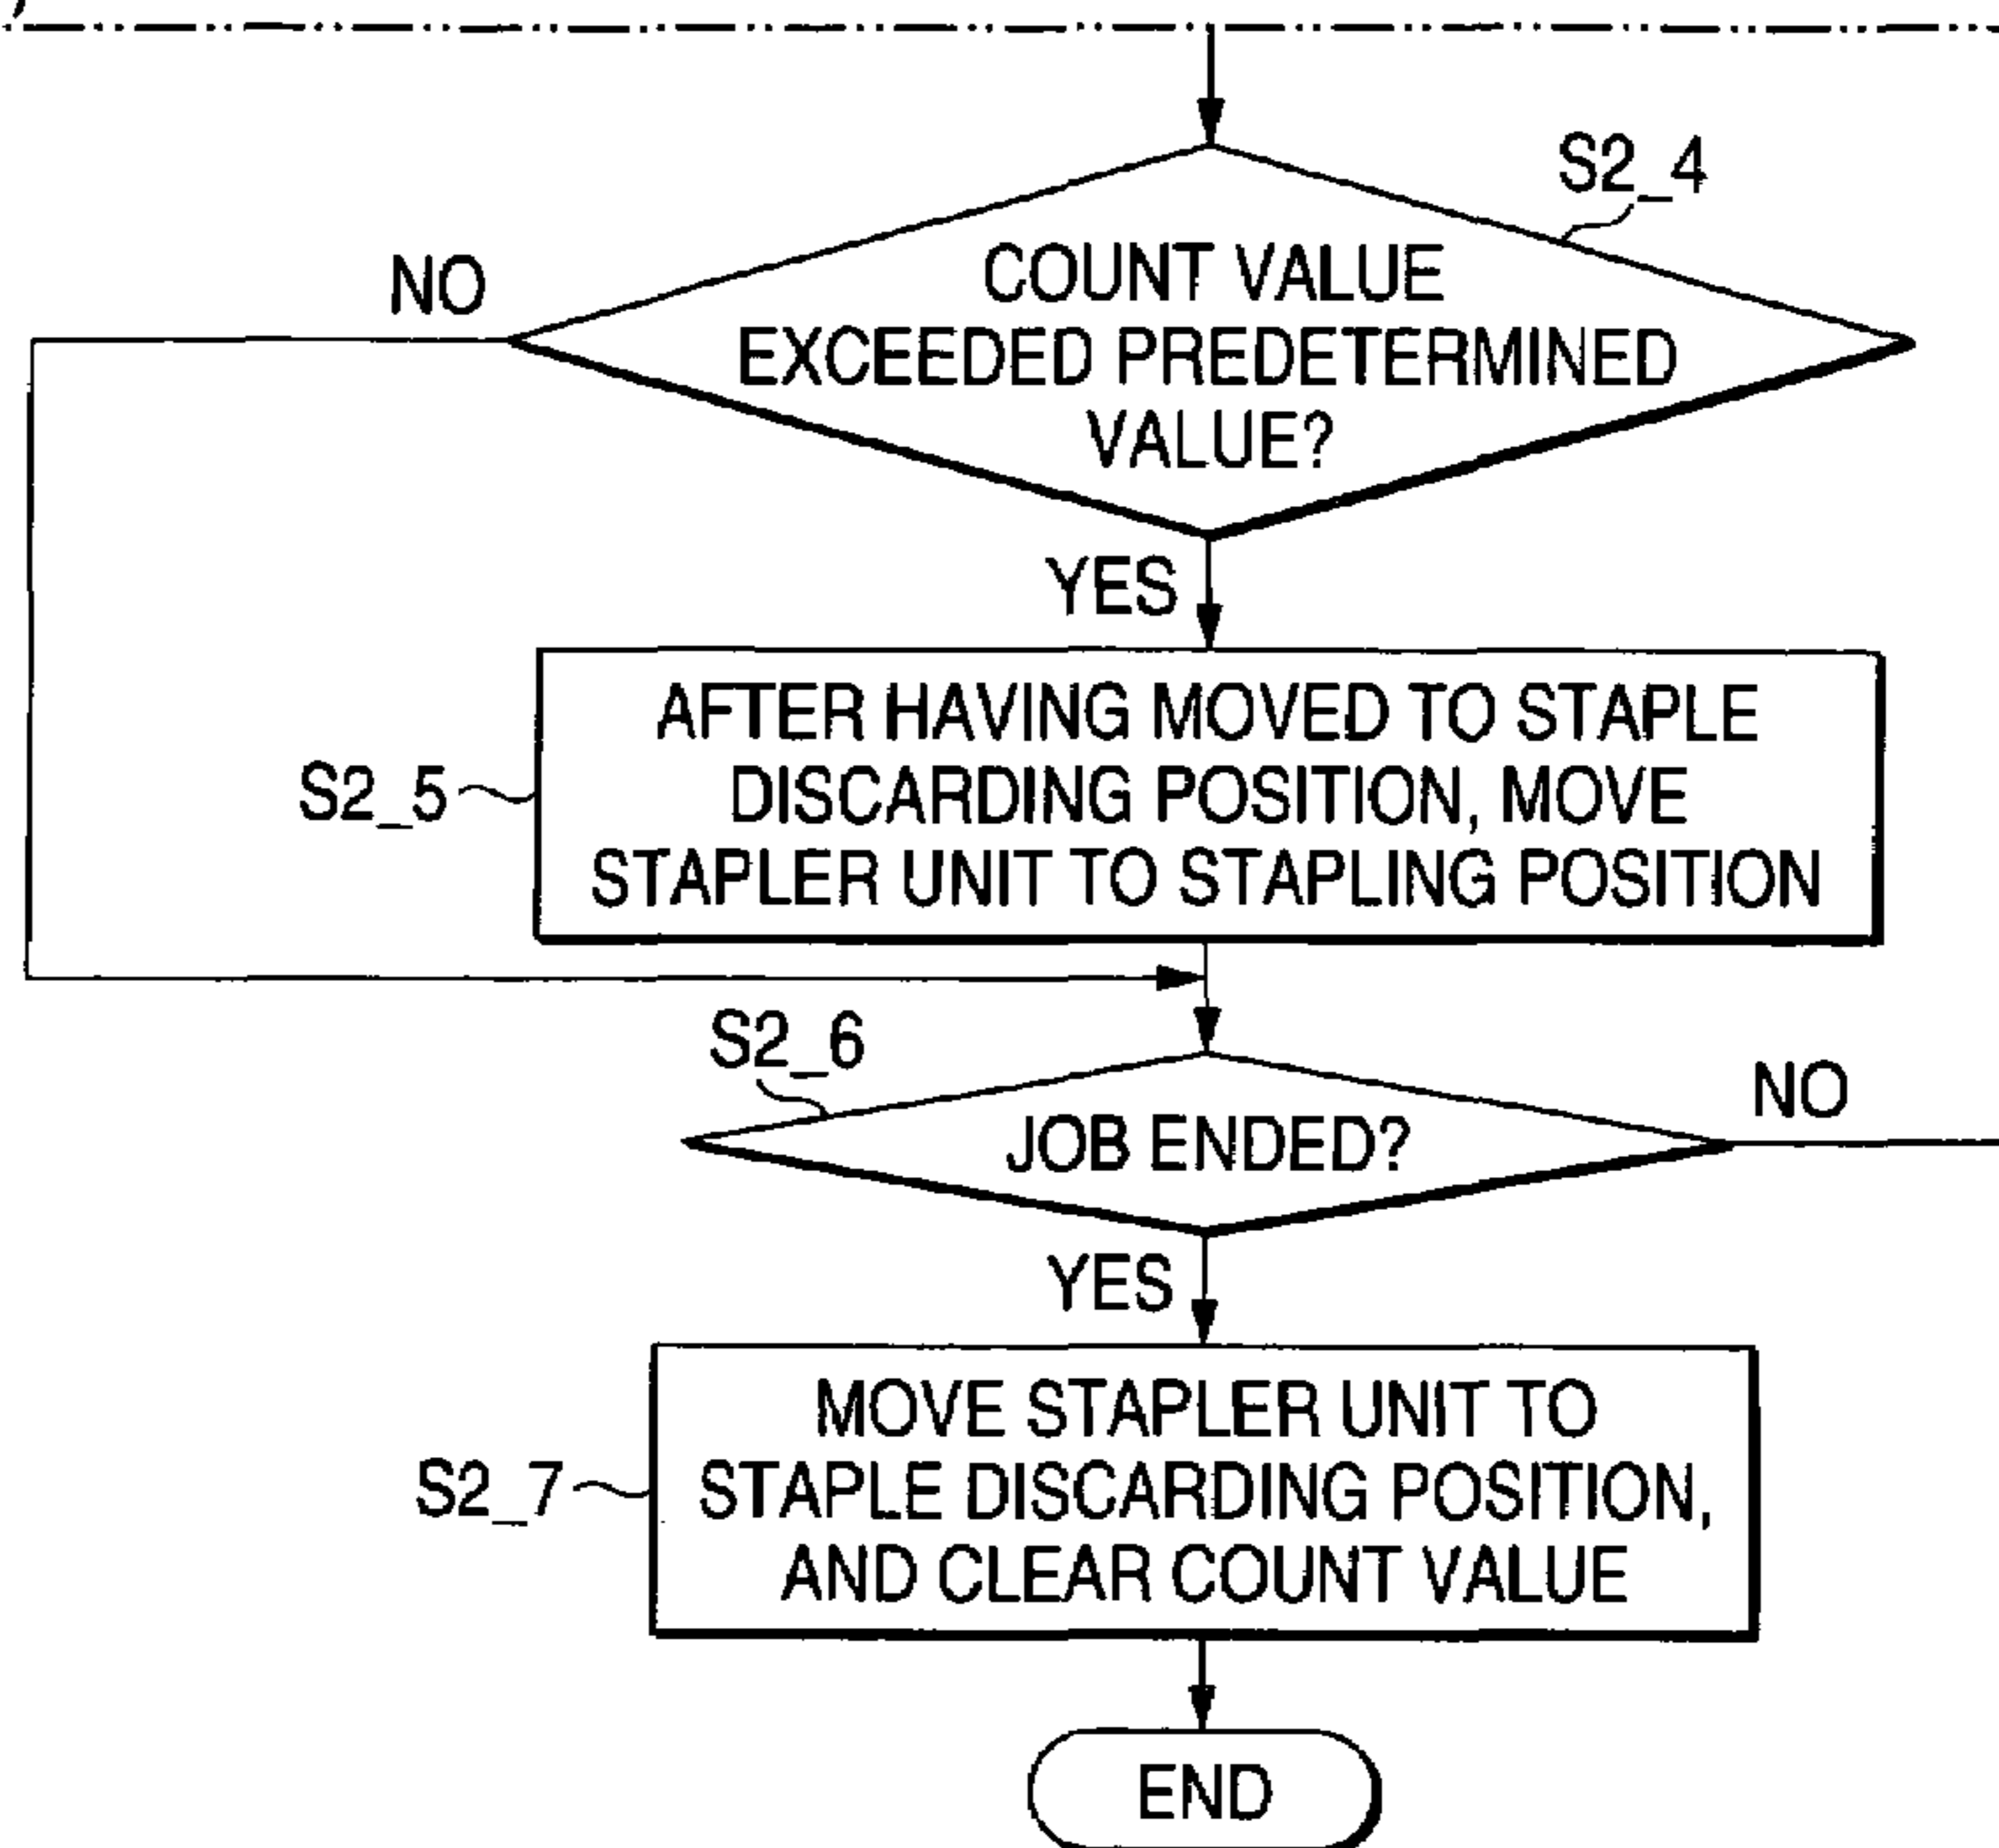 S2_4
NO
COUNT VALUE
EXCEEDED PREDETERMINED
VALUE?
YES
AFTER HAVING MOVED TO STAPLE
DISCARDING POSITION, MOVE
STAPLER UNIT TO STAPLING POSITION
S2_5
S2_6
NO
JOB ENDED?
YES
MOVE STAPLER UNIT TO
STAPLE DISCARDING POSITION,
AND CLEAR COUNT VALUE
S2_7
END